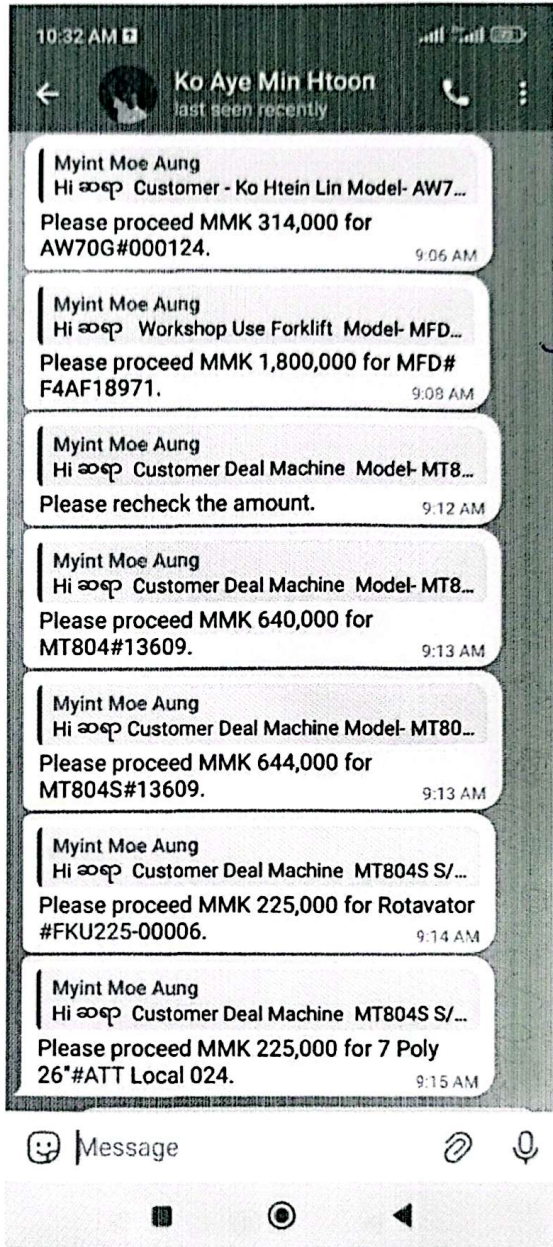 10:32 AM
Ko Aye Min Htoon
last seen recently
Myint Moe Aung
Hi ဆရာ Customer - Ko Htein Lin Model- AW7...
Please proceed MMK 314,000 for
AW70G#000124.
9:06 AM
Myint Moe Aung
Hi ဆရာ Workshop Use Forklift Model- MFD...
Please proceed MMK 1,800,000 for MFD#
F4AF18971.
9:08 AM
Myint Moe Aung
Hi ဆရာ Customer Deal Machine Model- MT8...
Please recheck the amount.
9:12 AM
Myint Moe Aung
Hi ဆရာ Customer Deal Machine Model- MT8...
Please proceed MMK 640,000 for
MT804#13609.
9:13 AM
Myint Moe Aung
Hi ဆရာ Customer Deal Machine Model- MT80...
Please proceed MMK 644,000 for
MT804S#13609.
9:13 AM
Myint Moe Aung
Hi ဆရာ Customer Deal Machine MT804S S/...
Please proceed MMK 225,000 for Rotavator
#FKU225-00006.
9:14 AM
Myint Moe Aung
Hi ဆရာ Customer Deal Machine MT804S S/...
Please proceed MMK 225,000 for 7 Poly
26"#ATT Local 024.
9:15 AM
Message